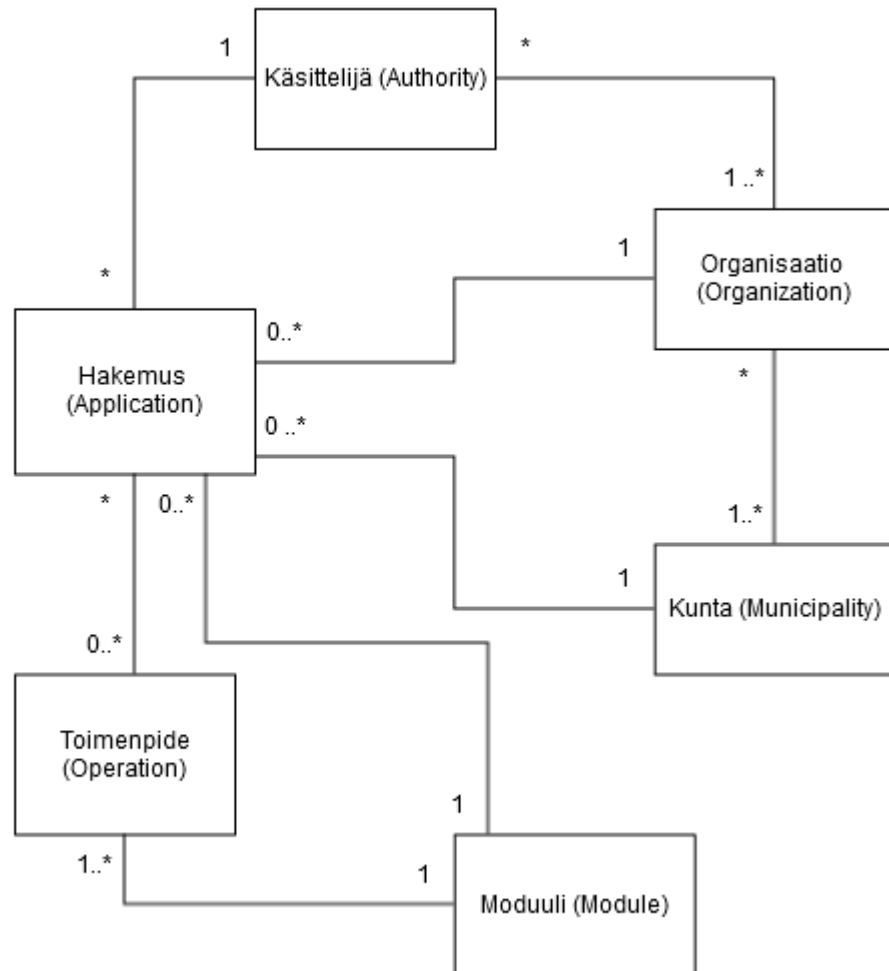 1
Käsittelijä (Authority)
*
1 ..*
*
1
Organisaatio
(Organization)
0..*
Hakemus
(Application)
*
0 ..*
*
0..*
1..*
1
Kunta (Municipality)
0..*
Toimenpide
(Operation)
1
1..*
1
Moduuli (Module)